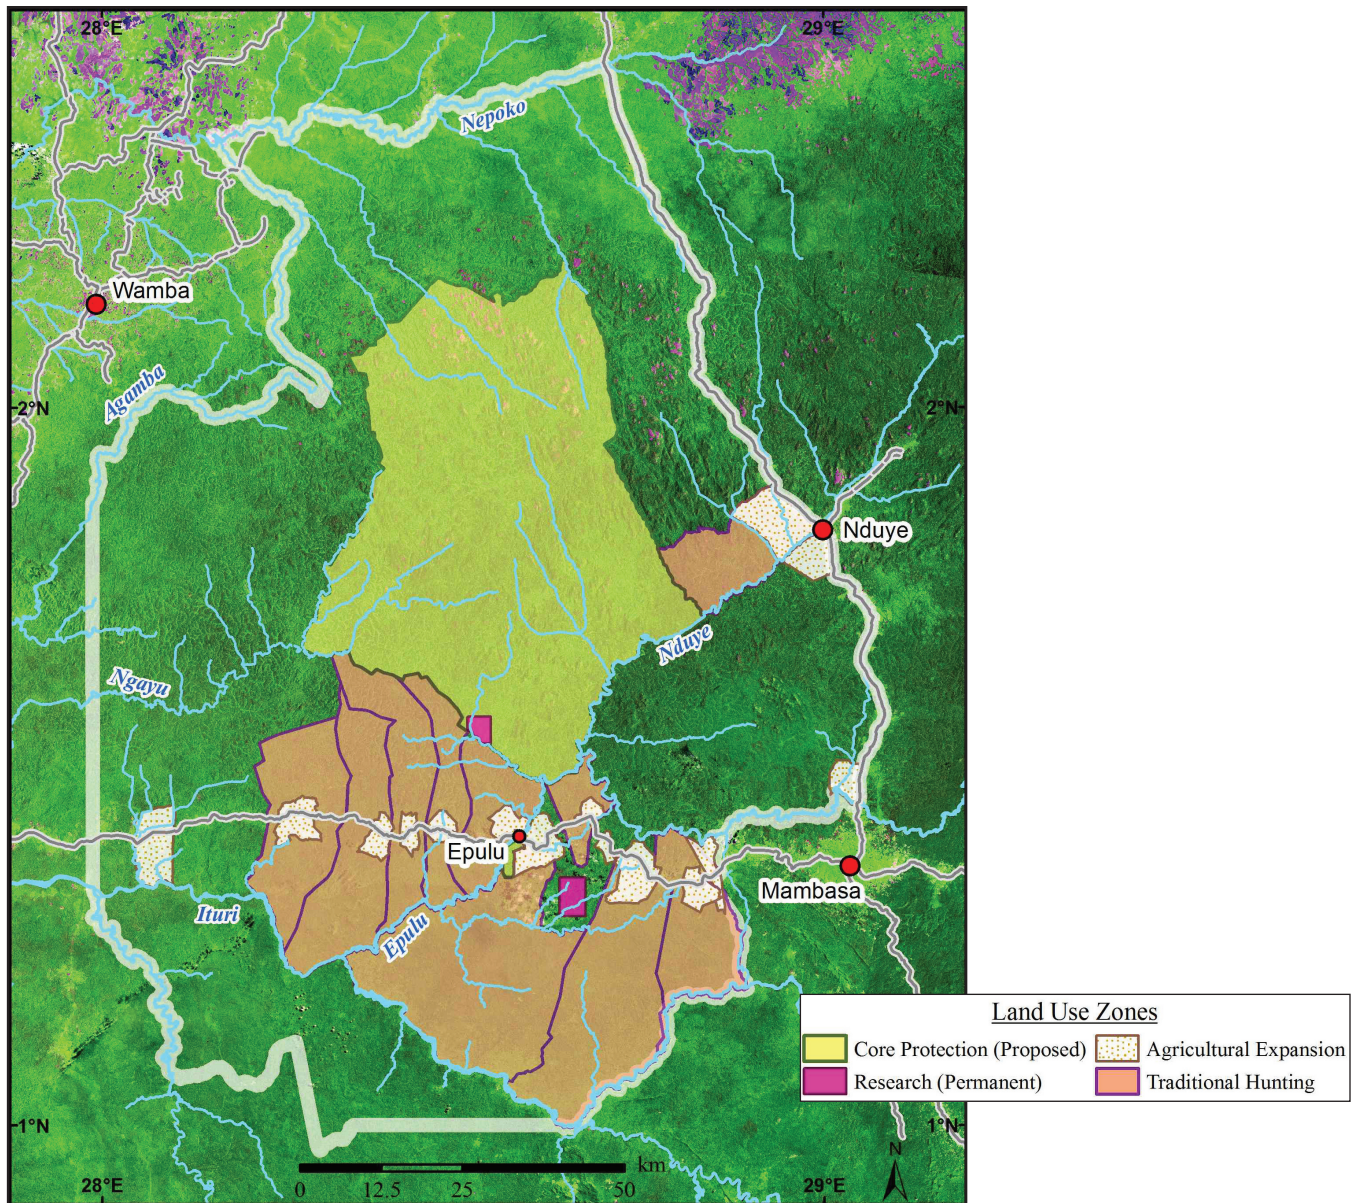 28°E
29°E
Nepoko
Wamba
Agamba
2°N
2°N
Nduye
Nduye
Ngayu
Epulu
Mambasa
Ituri
Epulu
Land Use Zones
Core Protection (Proposed)
Agricultural Expansion
Research (Permanent)
Traditional Hunting
1°N
1°N
N
km
0 12.5 25 50
28°E
29°E